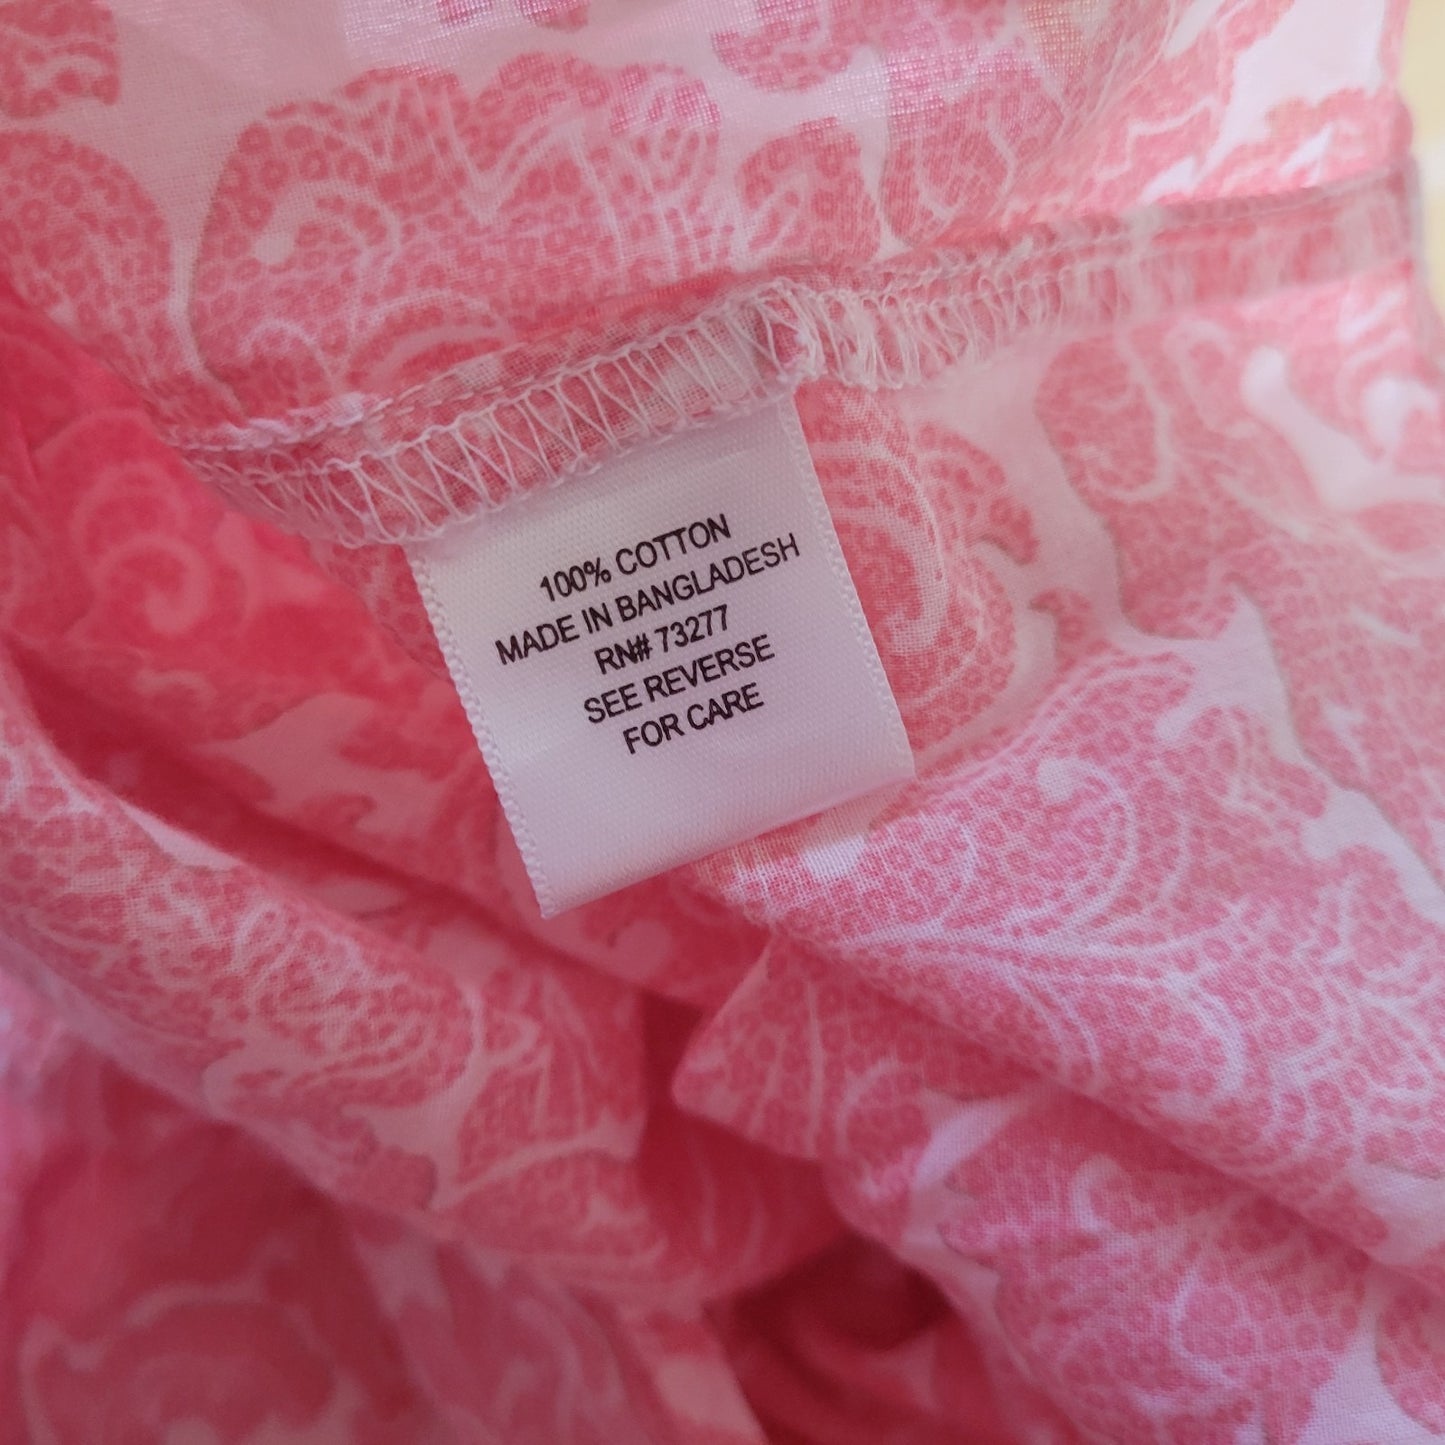 100% COTTON
MADE IN BANGLADESH
RN# 73277
SEE REVERSE
FOR CARE